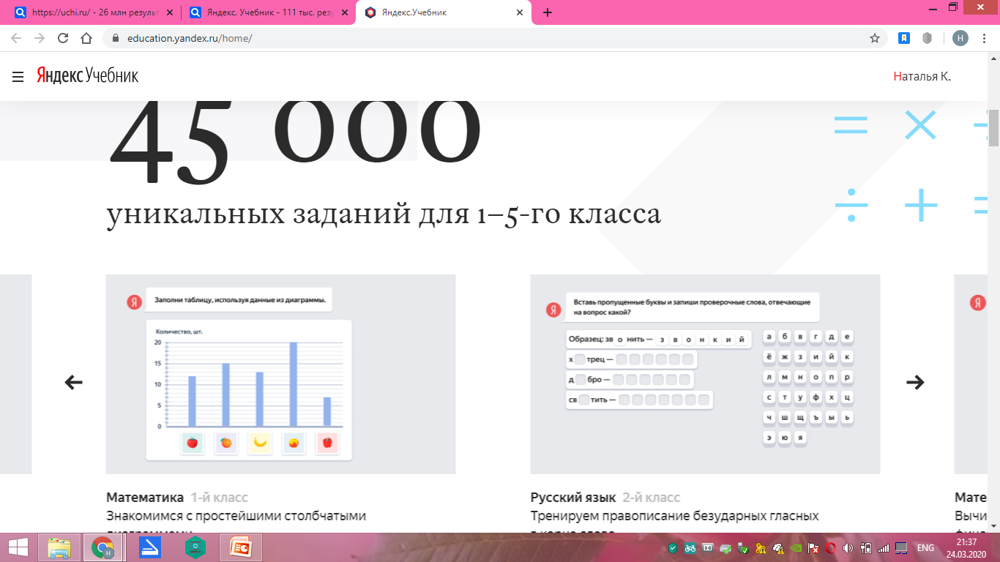 https://uchi.ru/ - 26 млн результ
Яндекс. Учебник - 111 тыс. резу
Яндекс.Учебник
education.yandex.ru/home/
H
Яндекс Учебник
Наталья К.
45 000
= × ÷
уникальных заданий для 1–5-го класса
÷ + =
Я
Заполни таблицу, используя данные из диаграммы.
Количество, шт.
20
15
10
5
0
Я
Вставь пропущенные буквы и запиши проверочные слова, отвечающие
на вопрос какой?
Образец: зв о нить — з в о н к и й
х трец —
д бро —
св тить —
а б в г д е
ё ж з и й к
л м н о п р
с т у ф х ц
ч ш щ ъ ы ь
э ю я
Я
Математика 1-й класс
Знакомимся с простейшими столбчатыми
диаграммами
Русский язык 2-й класс
Тренируем правописание безударных гласных
в корне слова
Мате
Вычи
H
ENG
21:37
24.03.2020